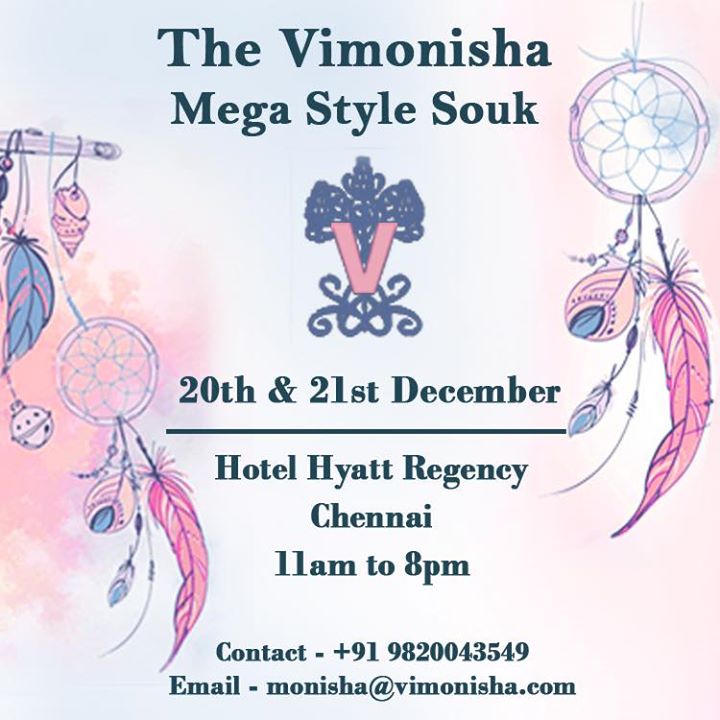 The Vimonisha
Mega Style Souk
V
20th & 21st December
Hotel Hyatt Regency
Chennai
11am to 8pm
Contact - +91 9820043549
Email - monisha@vimonisha.com